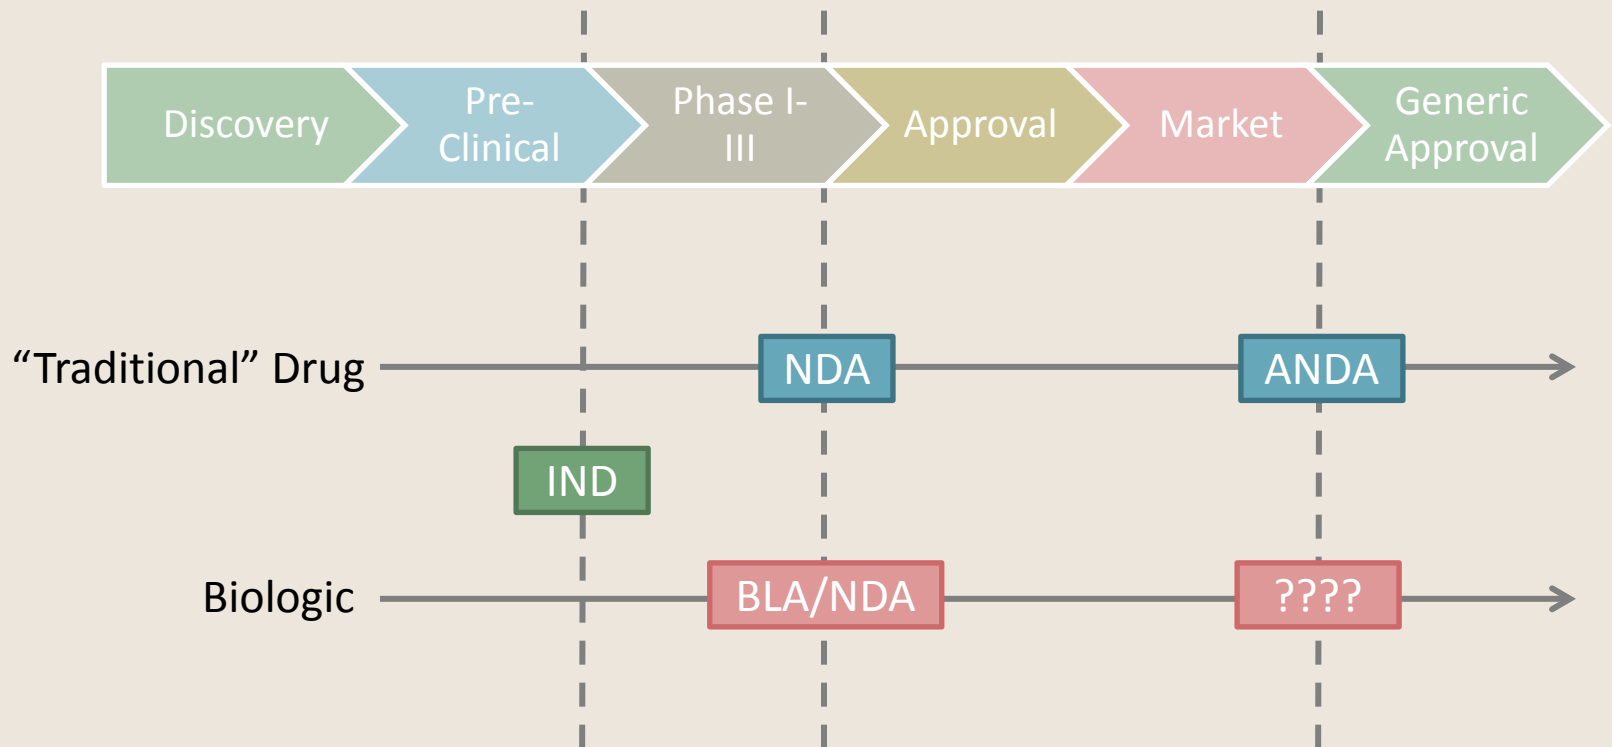 Discovery
Pre-
Clinical
Phase I-
III
Approval
Market
Generic
Approval
“Traditional” Drug
NDA
ANDA
IND
Biologic
BLA/NDA
????